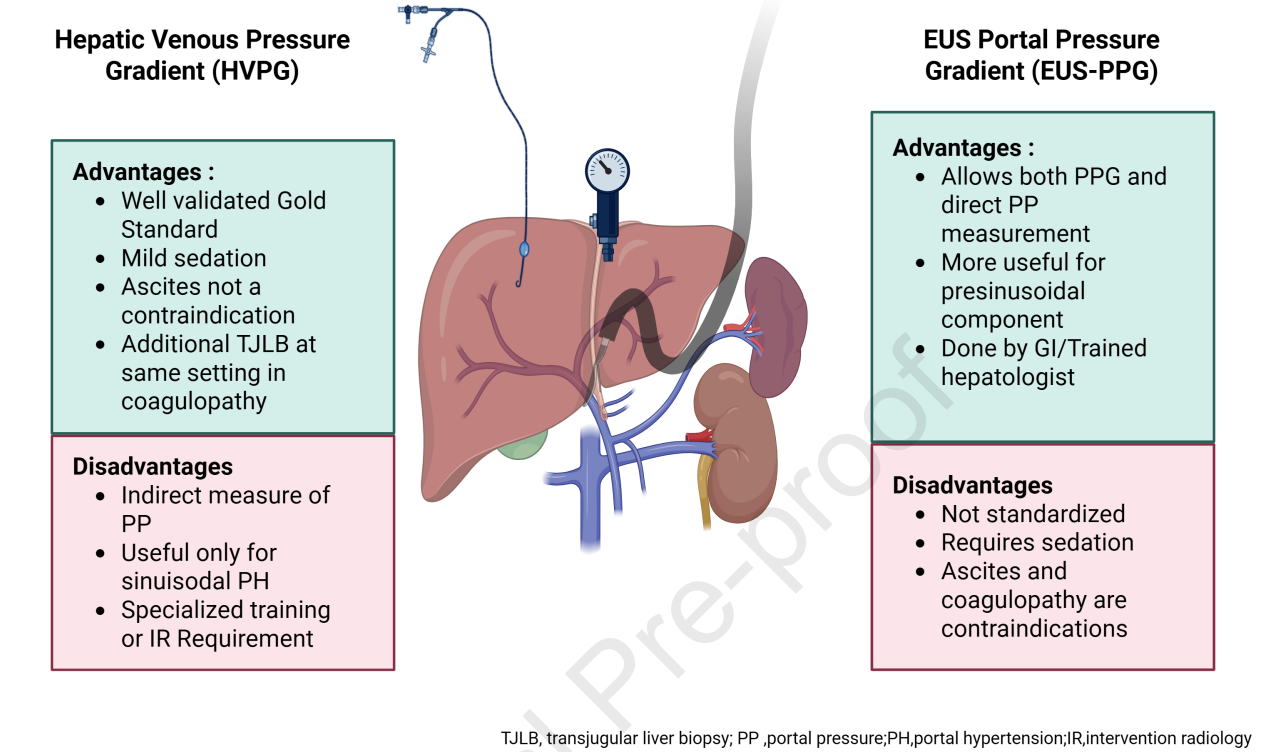 Hepatic Venous Pressure
Gradient (HVPG)
Advantages :
• Well validated Gold
Standard
• Mild sedation
• Ascites not a
contraindication
• Additional TJLB at
same setting in
coagulopathy
Disadvantages
• Indirect measure of
PP
• Useful only for
sinuisodal PH
• Specialized training
or IR Requirement
EUS Portal Pressure
Gradient (EUS-PPG)
Advantages :
• Allows both PPG and
direct PP
measurement
• More useful for
presinusoidal
component
• Done by GI/Trained
hepatologist
Disadvantages
• Not standardized
• Requires sedation
• Ascites and
coagulopathy are
contraindications
Pre-proof
TJLB, transjugular liver biopsy; PP ,portal pressure;PH,portal hypertension;IR,intervention radiology